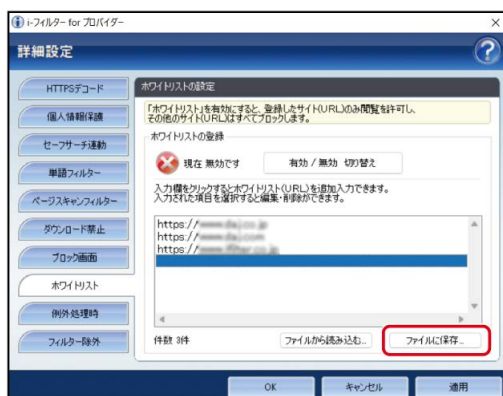 i-フィルター for プロバイダー
詳細設定
HTTPSデコード
個人情報保護
セーフサーチ連動
単語フィルター
ページスキャンフィルター
ダウンロード禁止
ブロック画面
ホワイトリスト
例外処理時
フィルター除外
ホワイトリストの設定
「ホワイトリスト」を有効にすると、登録したサイト(URL)のみ閲覧を許可し、
その他のサイト(URL)はすべてブロックします。
ホワイトリストの登録
現在 無効です
有効 / 無効 切り替え
入力欄をクリックするとホワイトリスト(URL)を追加入力できます。
入力された項目を選択すると編集・削除ができます。
https://
https://
https://
件数 3件
ファイルから読み込む...
ファイルに保存...
OK
キャンセル
適用